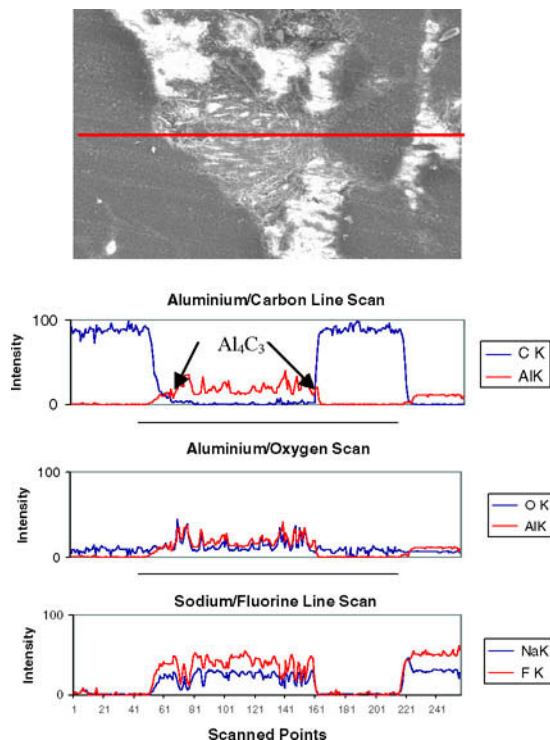 Aluminium/Carbon Line Scan
100
Al4C3
Intensity
0
C K
AlK
Aluminium/Oxygen Scan
100
Intensity
0
O K
AlK
Sodium/Fluorine Line Scan
100
Intensity
0
NaK
F K
1 21 41 61 81 101 121 141 161 181 201 221 241
Scanned Points